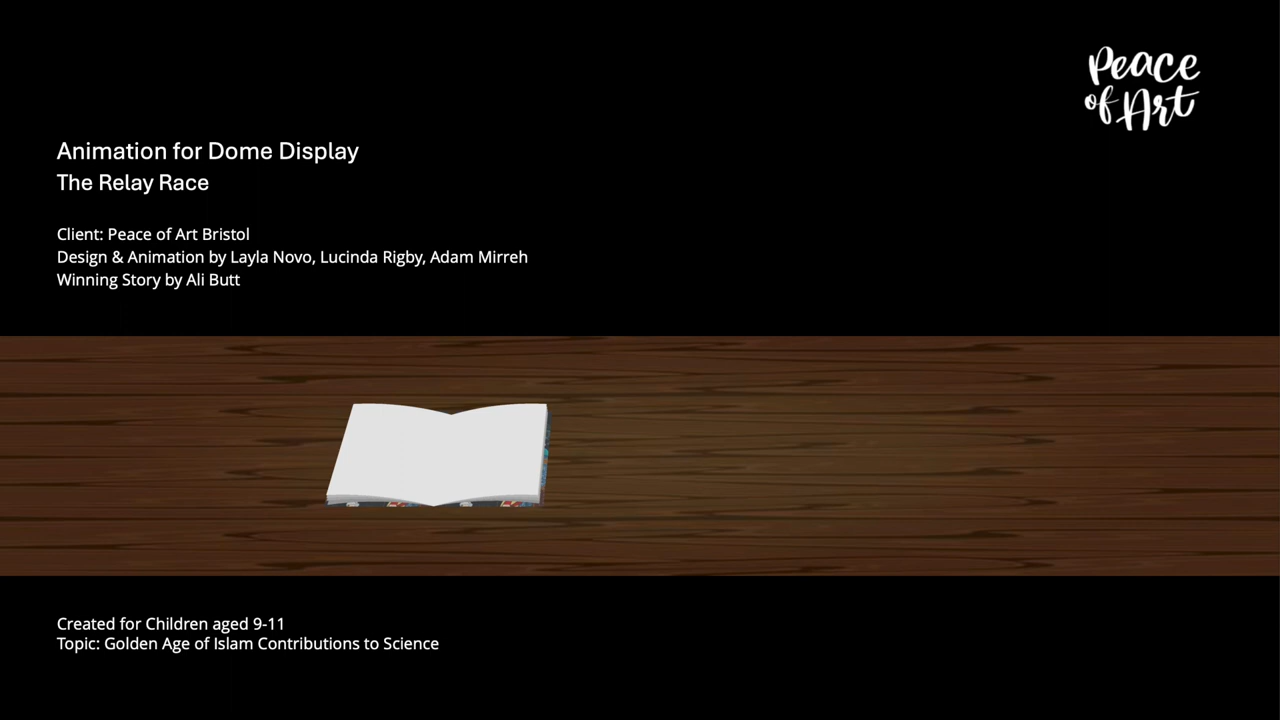 Peace
of Art
Animation for Dome Display
The Relay Race
Client: Peace of Art Bristol
Design & Animation by Layla Novo, Lucinda Rigby, Adam Mirreh
Winning Story by Ali Butt
Created for Children aged 9-11
Topic: Golden Age of Islam Contributions to Science